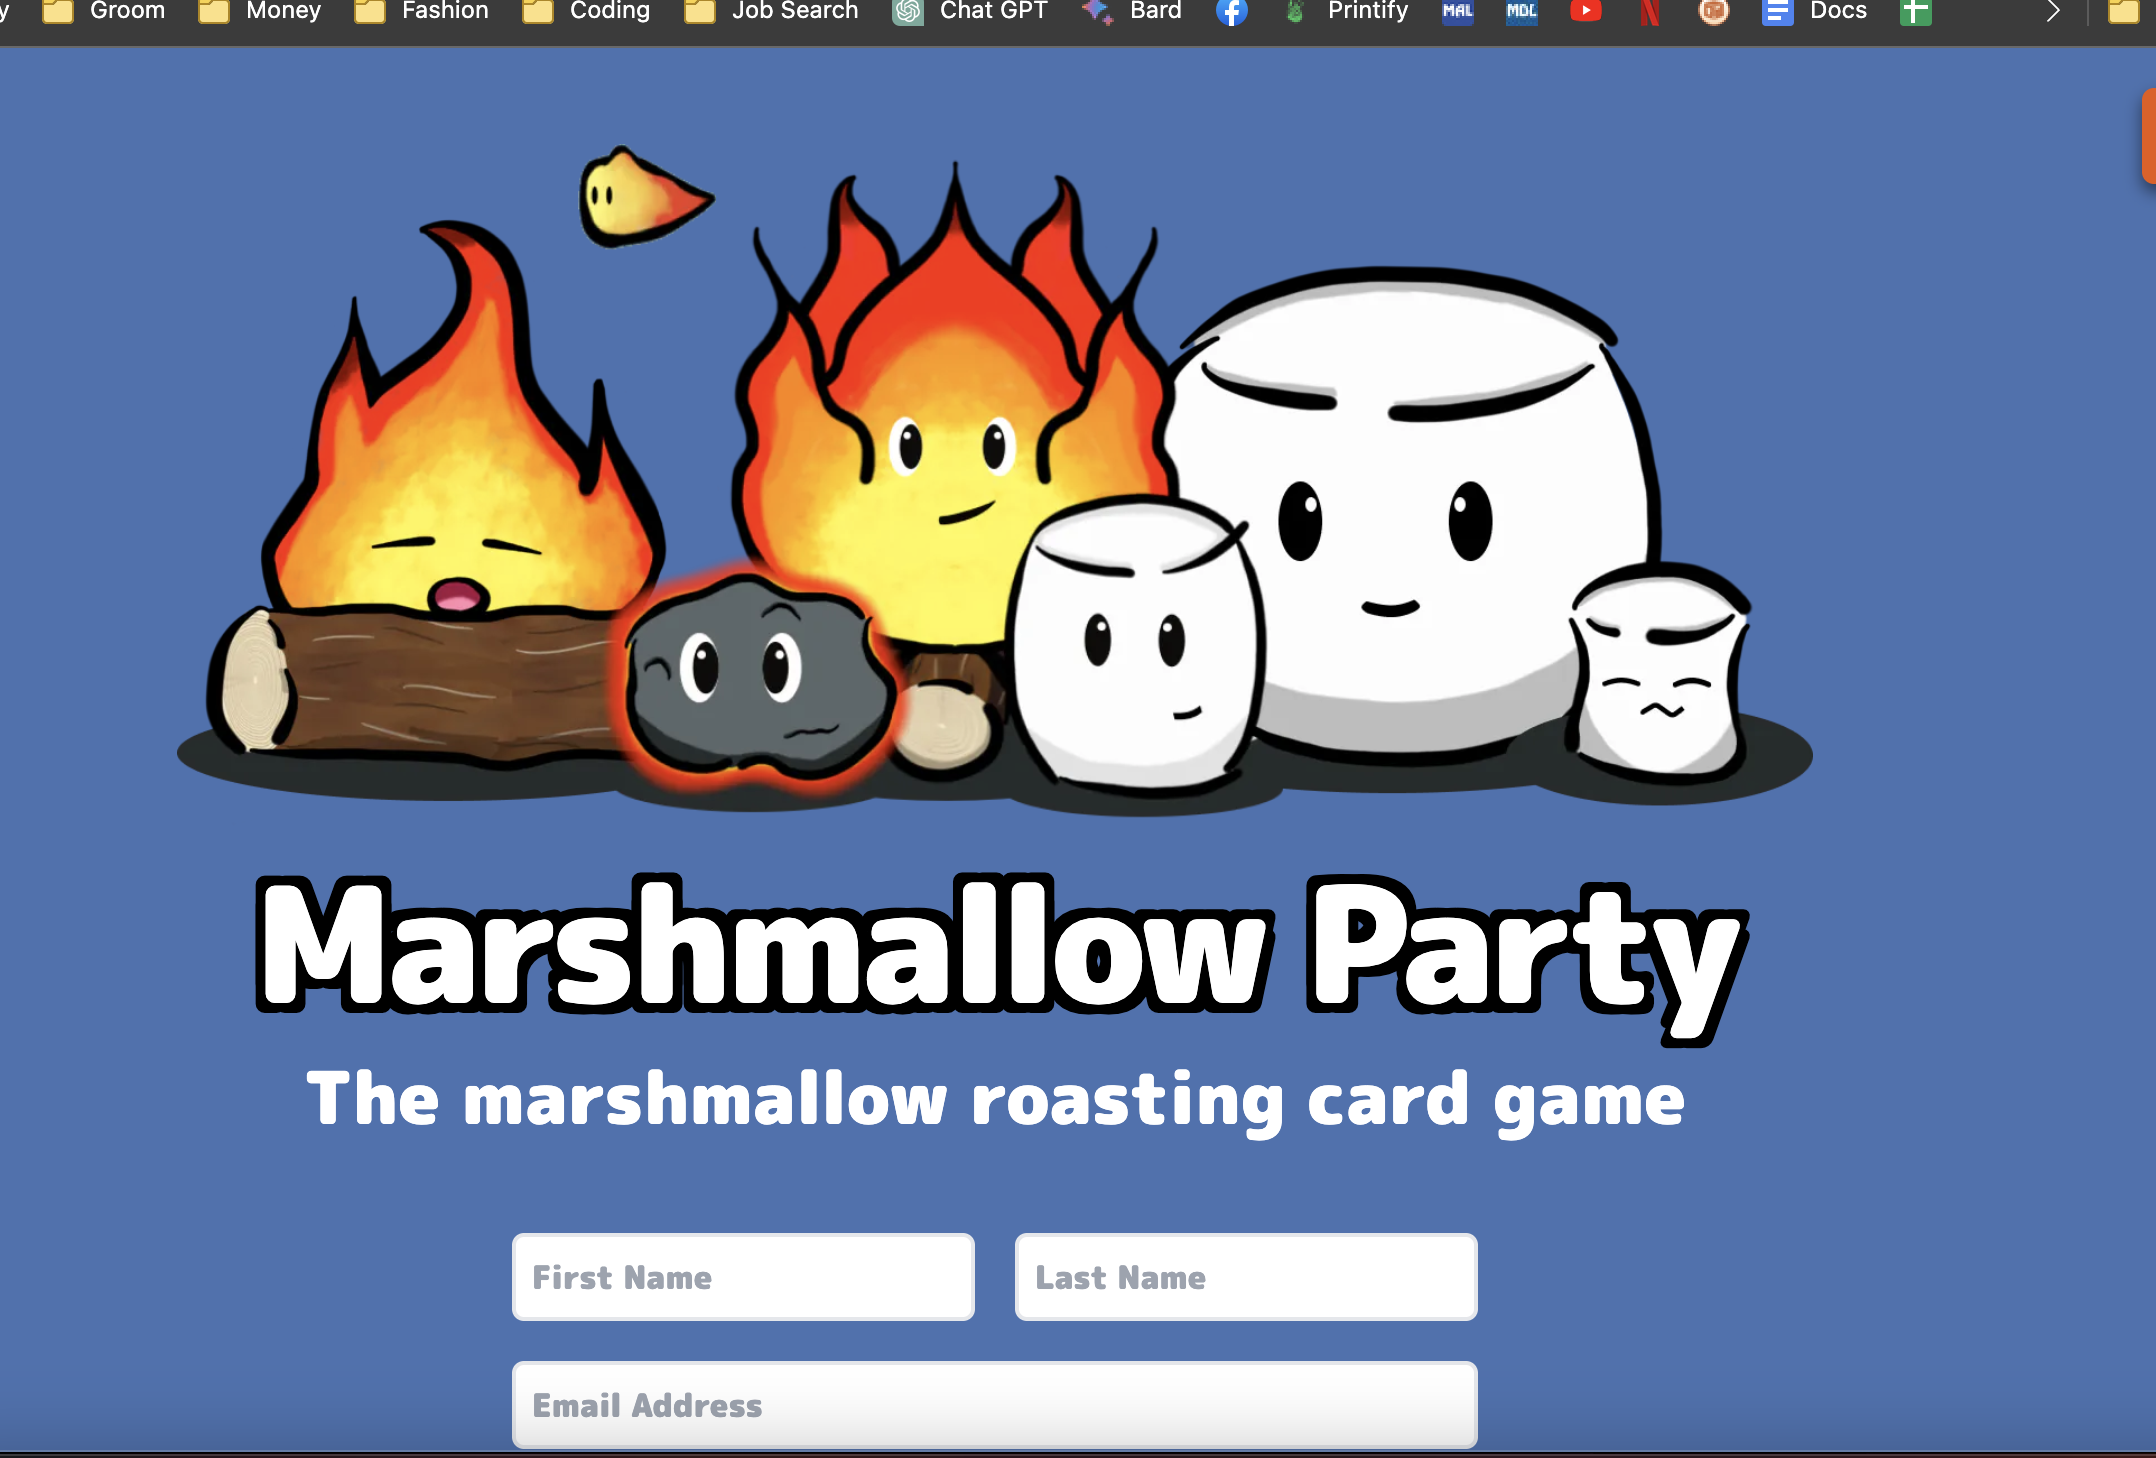 y Groom Money Fashion Coding Job Search Chat GPT Bard Printify MAL MDL Docs
Marshmallow Party
The marshmallow roasting card game
First Name Last Name
Email Address